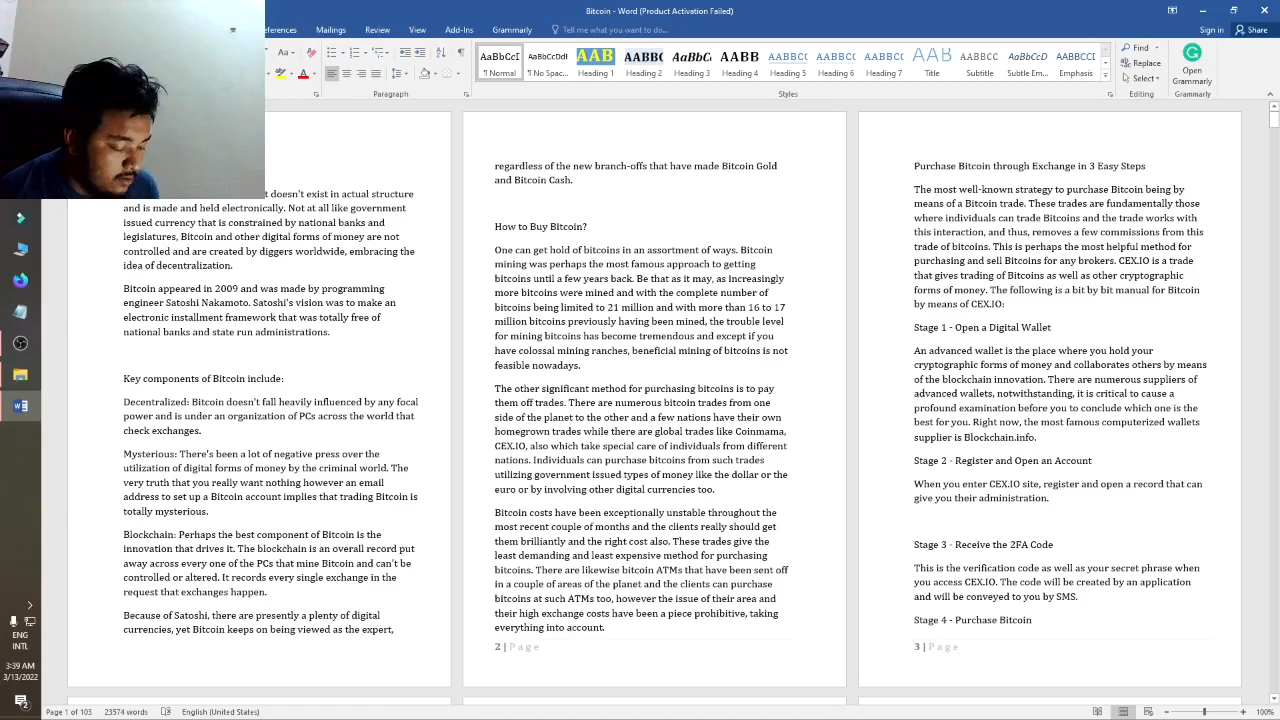 Bitcoin - Word (Product Activation Failed)
eferences Mailings Review View Add-Ins Grammarly Tell me what you want to do... Sign in Share
Aa
A
AaBbCcI AaBbCcDdI AAB AABBC AaBbCc AABB AABBCC AABBCC AABBCC AAB AABBCC AaBbCcD AABBCCI
¶ Normal ¶ No Spac... Heading 1 Heading 2 Heading 3 Heading 4 Heading 5 Heading 6 Heading 7 Title Subtitle Subtle Em... Emphasis
Find
Replace
Select
Open
Grammarly
Paragraph Styles Editing Grammarly
t doesn't exist in actual structure
and is made and held electronically. Not at all like government
issued currency that is constrained by national banks and
legislatures, Bitcoin and other digital forms of money are not
controlled and are created by diggers worldwide, embracing the
idea of decentralization.
Bitcoin appeared in 2009 and was made by programming
engineer Satoshi Nakamoto. Satoshi's vision was to make an
electronic installment framework that was totally free of
national banks and state run administrations.
Key components of Bitcoin include:
Decentralized: Bitcoin doesn't fall heavily influenced by any focal
power and is under an organization of PCs across the world that
check exchanges.
Mysterious: There's been a lot of negative press over the
utilization of digital forms of money by the criminal world. The
very truth that you really want nothing however an email
address to set up a Bitcoin account implies that trading Bitcoin is
totally mysterious.
Blockchain: Perhaps the best component of Bitcoin is the
innovation that drives it. The blockchain is an overall record put
away across every one of the PCs that mine Bitcoin and can't be
controlled or altered. It records every single exchange in the
request that exchanges happen.
Because of Satoshi, there are presently a plenty of digital
currencies, yet Bitcoin keeps on being viewed as the expert,
regardless of the new branch-offs that have made Bitcoin Gold
and Bitcoin Cash.
How to Buy Bitcoin?
One can get hold of bitcoins in an assortment of ways. Bitcoin
mining was perhaps the most famous approach to getting
bitcoins until a few years back. Be that as it may, as increasingly
more bitcoins were mined and with the complete number of
bitcoins being limited to 21 million and with more than 16 to 17
million bitcoins previously having been mined, the trouble level
for mining bitcoins has become tremendous and except if you
have colossal mining ranches, beneficial mining of bitcoins is not
feasible nowadays.
The other significant method for purchasing bitcoins is to pay
them off trades. There are numerous bitcoin trades from one
side of the planet to the other and a few nations have their own
homegrown trades while there are global trades like Coinmama,
CEX.IO, also which take special care of individuals from different
nations. Individuals can purchase bitcoins from such trades
utilizing government issued types of money like the dollar or the
euro or by involving other digital currencies too.
Bitcoin costs have been exceptionally unstable throughout the
most recent couple of months and the clients really should get
them brilliantly and the right cost also. These trades give the
least demanding and least expensive method for purchasing
bitcoins. There are likewise bitcoin ATMs that have been sent off
in a couple of areas of the planet and the clients can purchase
bitcoins at such ATMs too, however the issue of their area and
their high exchange costs have been a piece prohibitive, taking
everything into account.
2 | Page
Purchase Bitcoin through Exchange in 3 Easy Steps
The most well-known strategy to purchase Bitcoin being by
means of a Bitcoin trade. These trades are fundamentally those
where individuals can trade Bitcoins and the trade works with
this interaction, and thus, removes a few commissions from this
trade of bitcoins. This is perhaps the most helpful method for
purchasing and sell Bitcoins for any brokers. CEX.IO is a trade
that gives trading of Bitcoins as well as other cryptographic
forms of money. The following is a bit by bit manual for Bitcoin
by means of CEX.IO:
Stage 1 - Open a Digital Wallet
An advanced wallet is the place where you hold your
cryptographic forms of money and collaborates others by means
of the blockchain innovation. There are numerous suppliers of
advanced wallets, notwithstanding, it is critical to cause a
profound examination before you to conclude which one is the
best for you. Right now, the most famous computerized wallets
supplier is Blockchain.info.
Stage 2 - Register and Open an Account
When you enter CEX.IO site, register and open a record that can
give you their administration.
Stage 3 - Receive the 2FA Code
This is the verification code as well as your secret phrase when
you access CEX.IO. The code will be created by an application
and will be conveyed to you by SMS.
Stage 4 - Purchase Bitcoin
3 | Page
ENG
INTL
3:39 AM
3/13/2022
2
Page 1 of 103 23574 words English (United States) 100%